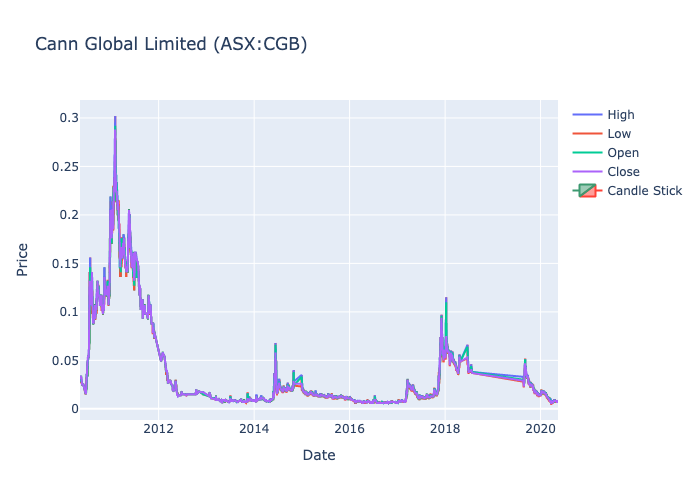 Cann Global Limited (ASX:CGB)
0.3
0.25
0.2
0.15
0.1
0.05
0
Price
2012
2014
2016
2018
2020
Date
High
Low
Open
Close
Candle Stick